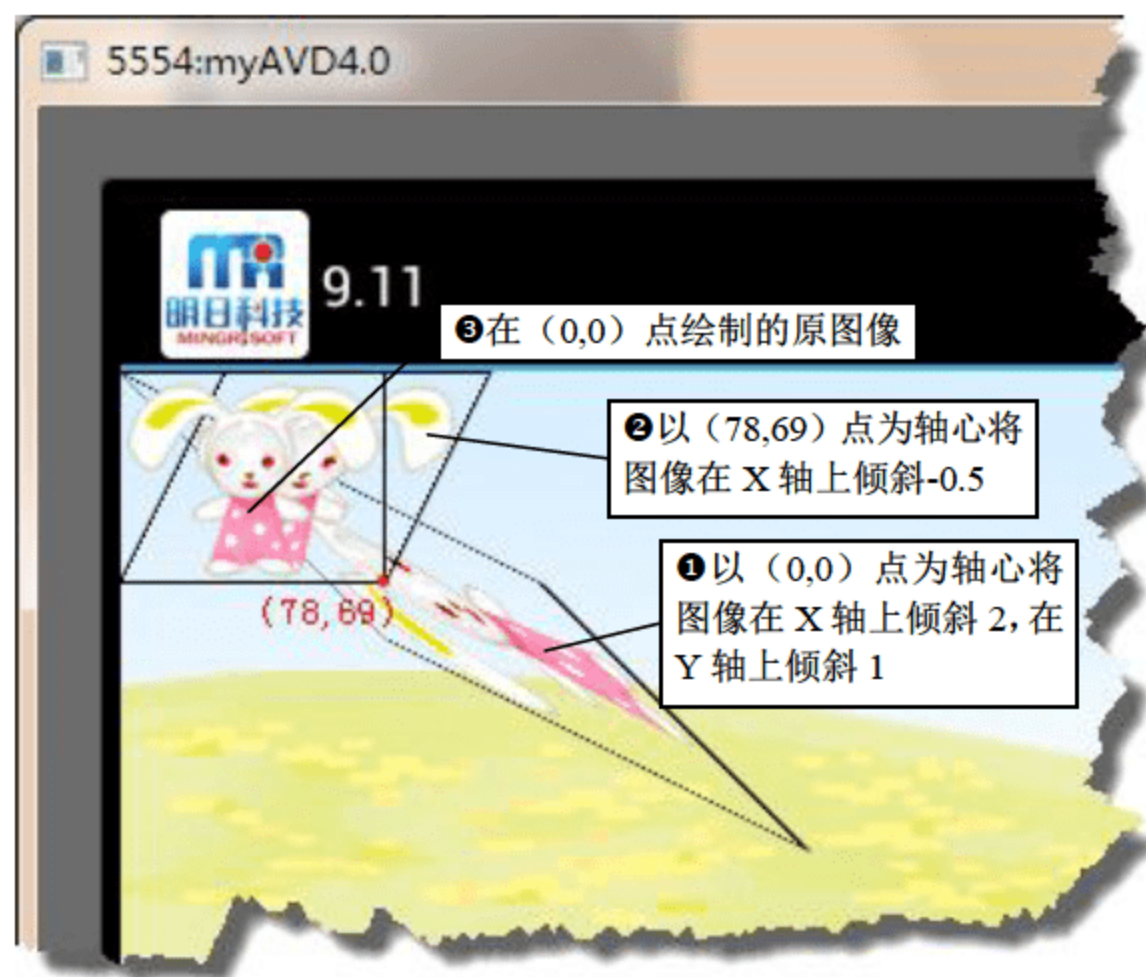 5554:myAVD4.0
明日科技
MINGRISOFT
9.11
❸在（0,0）点绘制的原图像
❷以（78,69）点为轴心将
图像在 X 轴上倾斜-0.5
❶以（0,0）点为轴心将
图像在 X 轴上倾斜 2，在
Y 轴上倾斜 1
(78,69)